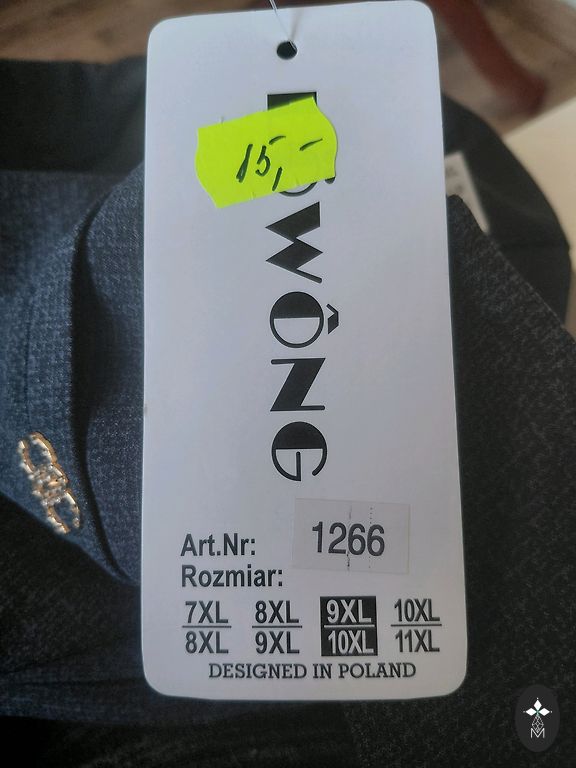 15,-
WÔNG
Art.Nr: 1266
Rozmiar:
7XL 8XL 9XL 10XL
8XL 9XL 10XL 11XL
DESIGNED IN POLAND
M